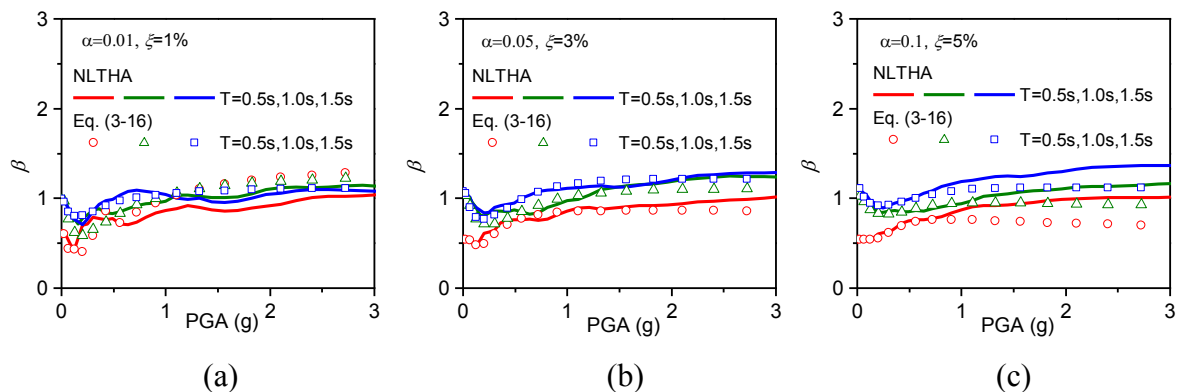 3
2
1
0
β
α=0.01, ξ=1%
NLTHA
T=0.5s,1.0s,1.5s
Eq. (3-16)
T=0.5s,1.0s,1.5s
0 1 2 3
PGA (g)
(a)
3
2
1
0
β
α=0.05, ξ=3%
NLTHA
T=0.5s,1.0s,1.5s
Eq. (3-16)
T=0.5s,1.0s,1.5s
0 1 2 3
PGA (g)
(b)
3
2
1
0
β
α=0.1, ξ=5%
NLTHA
T=0.5s,1.0s,1.5s
Eq. (3-16)
T=0.5s,1.0s,1.5s
0 1 2 3
PGA (g)
(c)